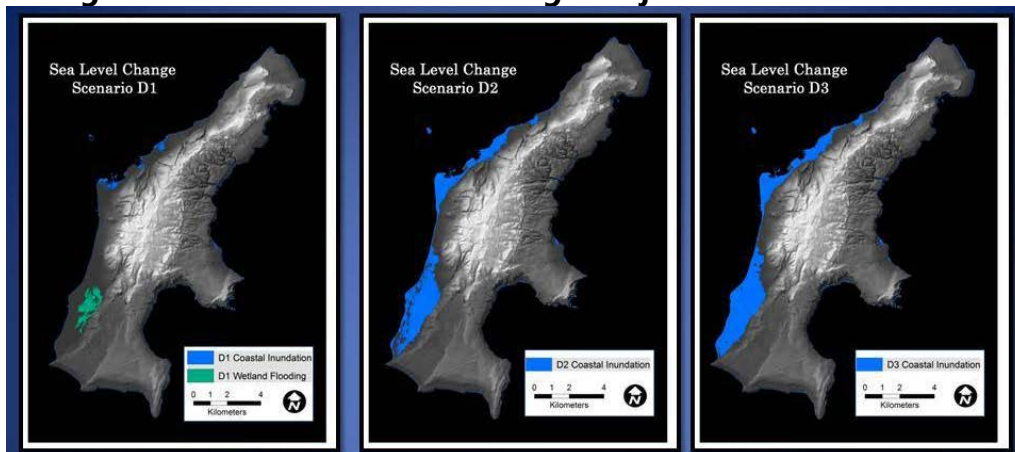 Sea Level Change
Scenario D1
D1 Coastal Inundation
D1 Wetland Flooding
0 1 2 4
Kilometers
N
Sea Level Change
Scenario D2
D2 Coastal Inundation
0 1 2 4
Kilometers
N
Sea Level Change
Scenario D3
D3 Coastal Inundation
0 1 2 4
Kilometers
N